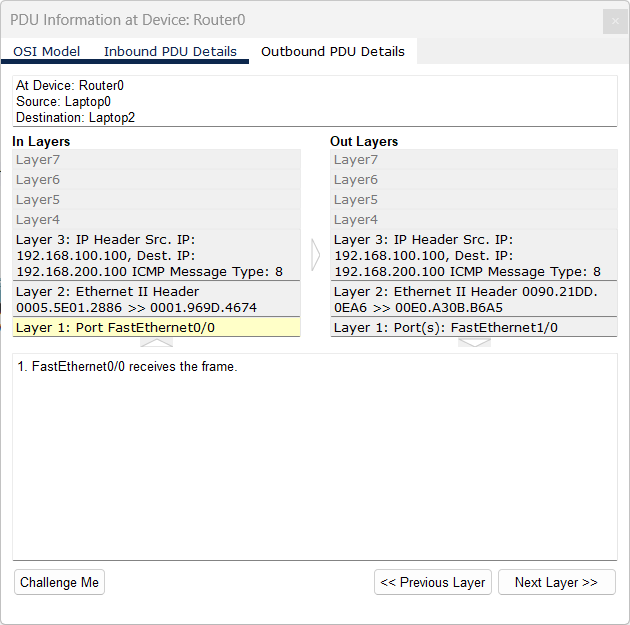 PDU Information at Device: Router0
×
OSI Model Inbound PDU Details Outbound PDU Details
At Device: Router0
Source: Laptop0
Destination: Laptop2
In Layers
Layer7
Layer6
Layer5
Layer4
Layer 3: IP Header Src. IP:
192.168.100.100, Dest. IP:
192.168.200.100 ICMP Message Type: 8
Layer 2: Ethernet II Header
0005.5E01.2886 >> 0001.969D.4674
Layer 1: Port FastEthernet0/0
Out Layers
Layer7
Layer6
Layer5
Layer4
Layer 3: IP Header Src. IP:
192.168.100.100, Dest. IP:
192.168.200.100 ICMP Message Type: 8
Layer 2: Ethernet II Header 0090.21DD.
0EA6 >> 00E0.A30B.B6A5
Layer 1: Port(s): FastEthernet1/0
1. FastEthernet0/0 receives the frame.
Challenge Me
<< Previous Layer
Next Layer >>